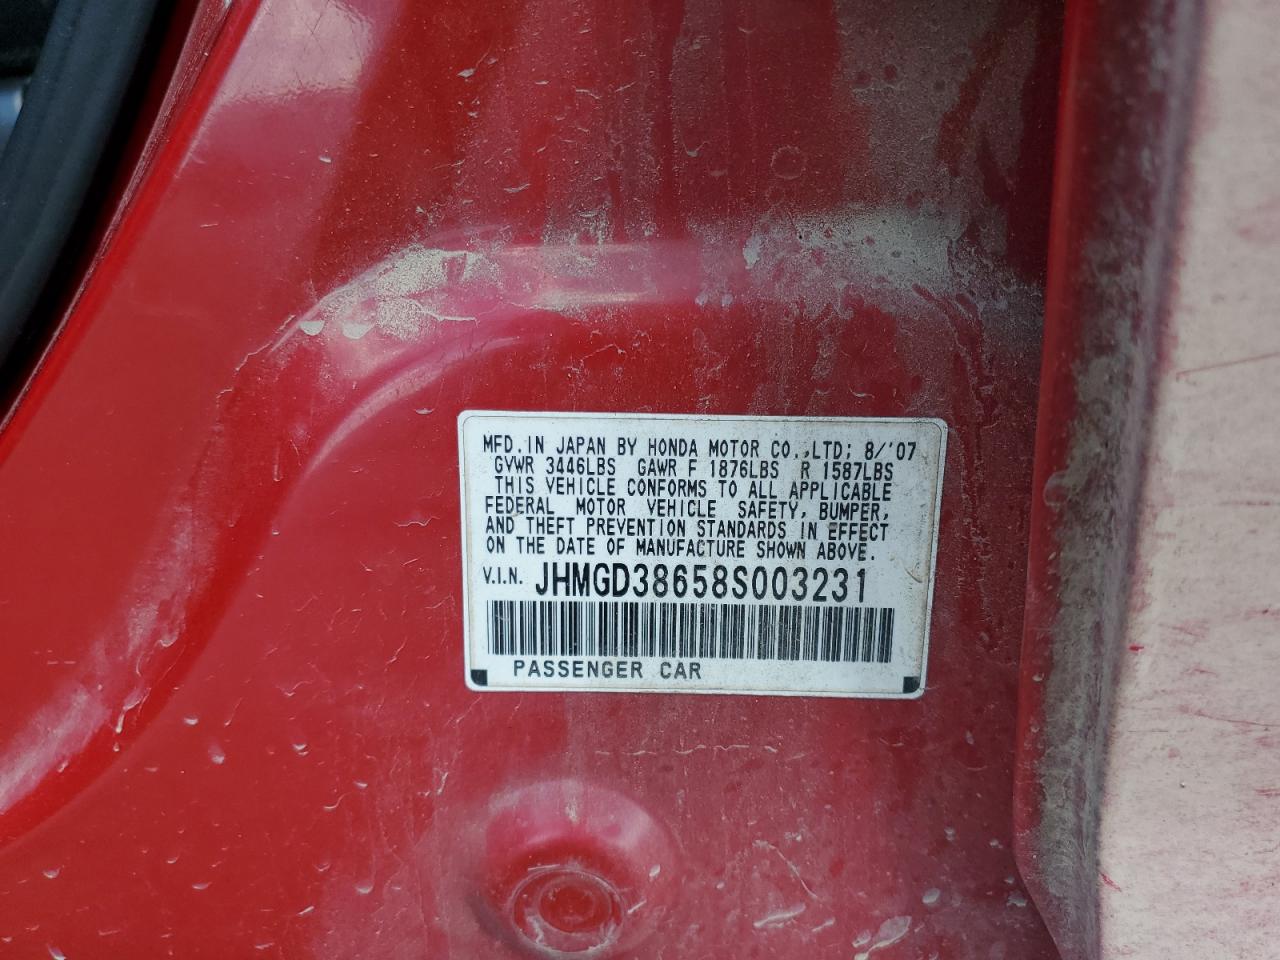 MFD.IN JAPAN BY HONDA MOTOR CO.,LTD; 8/'07
GVWR 3446LBS GAWR F 1876LBS R 1587LBS
THIS VEHICLE CONFORMS TO ALL APPLICABLE
FEDERAL MOTOR VEHICLE SAFETY, BUMPER,
AND THEFT PREVENTION STANDARDS IN EFFECT
ON THE DATE OF MANUFACTURE SHOWN ABOVE.
V.I.N. JHMGD38658S003231
PASSENGER CAR